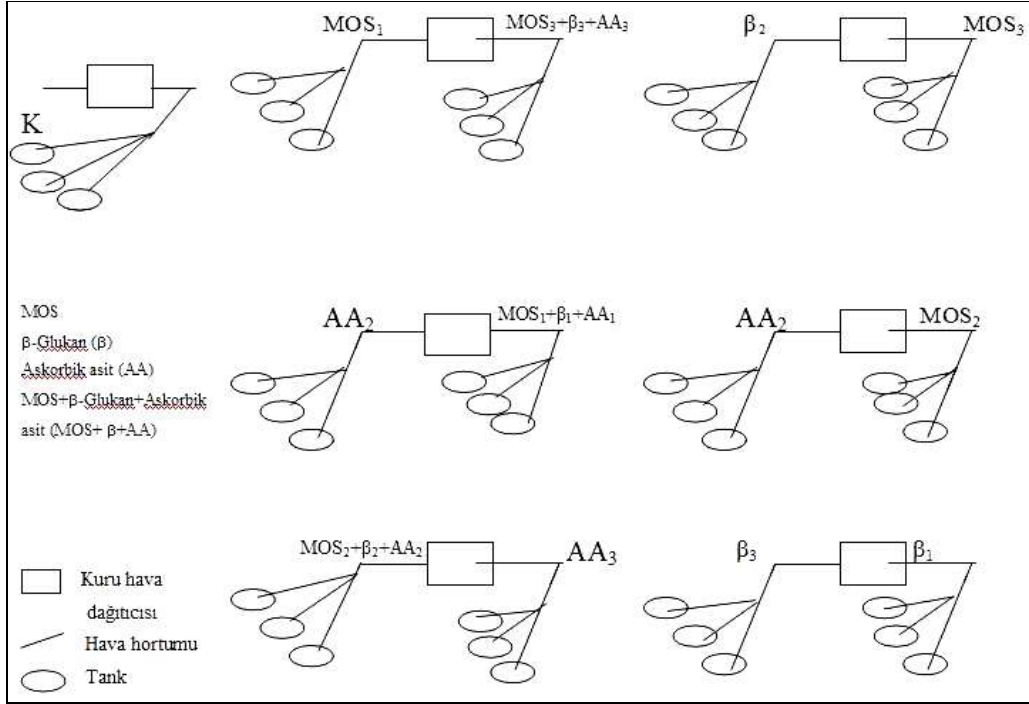 MOS₁
MOS₃+β₃+AA₃
β₂
MOS₃
K
MOS
β-Glukan (β)
Askorbik asit (AA)
MOS+β-Glukan+Askorbik
asit (MOS+ β+AA)
AA₂
MOS₁+β₁+AA₁
AA₂
MOS₂
MOS₂+β₂+AA₂
AA₃
β₃
β₁
Kuru hava
dağıtıcısı
Hava hortumu
Tank